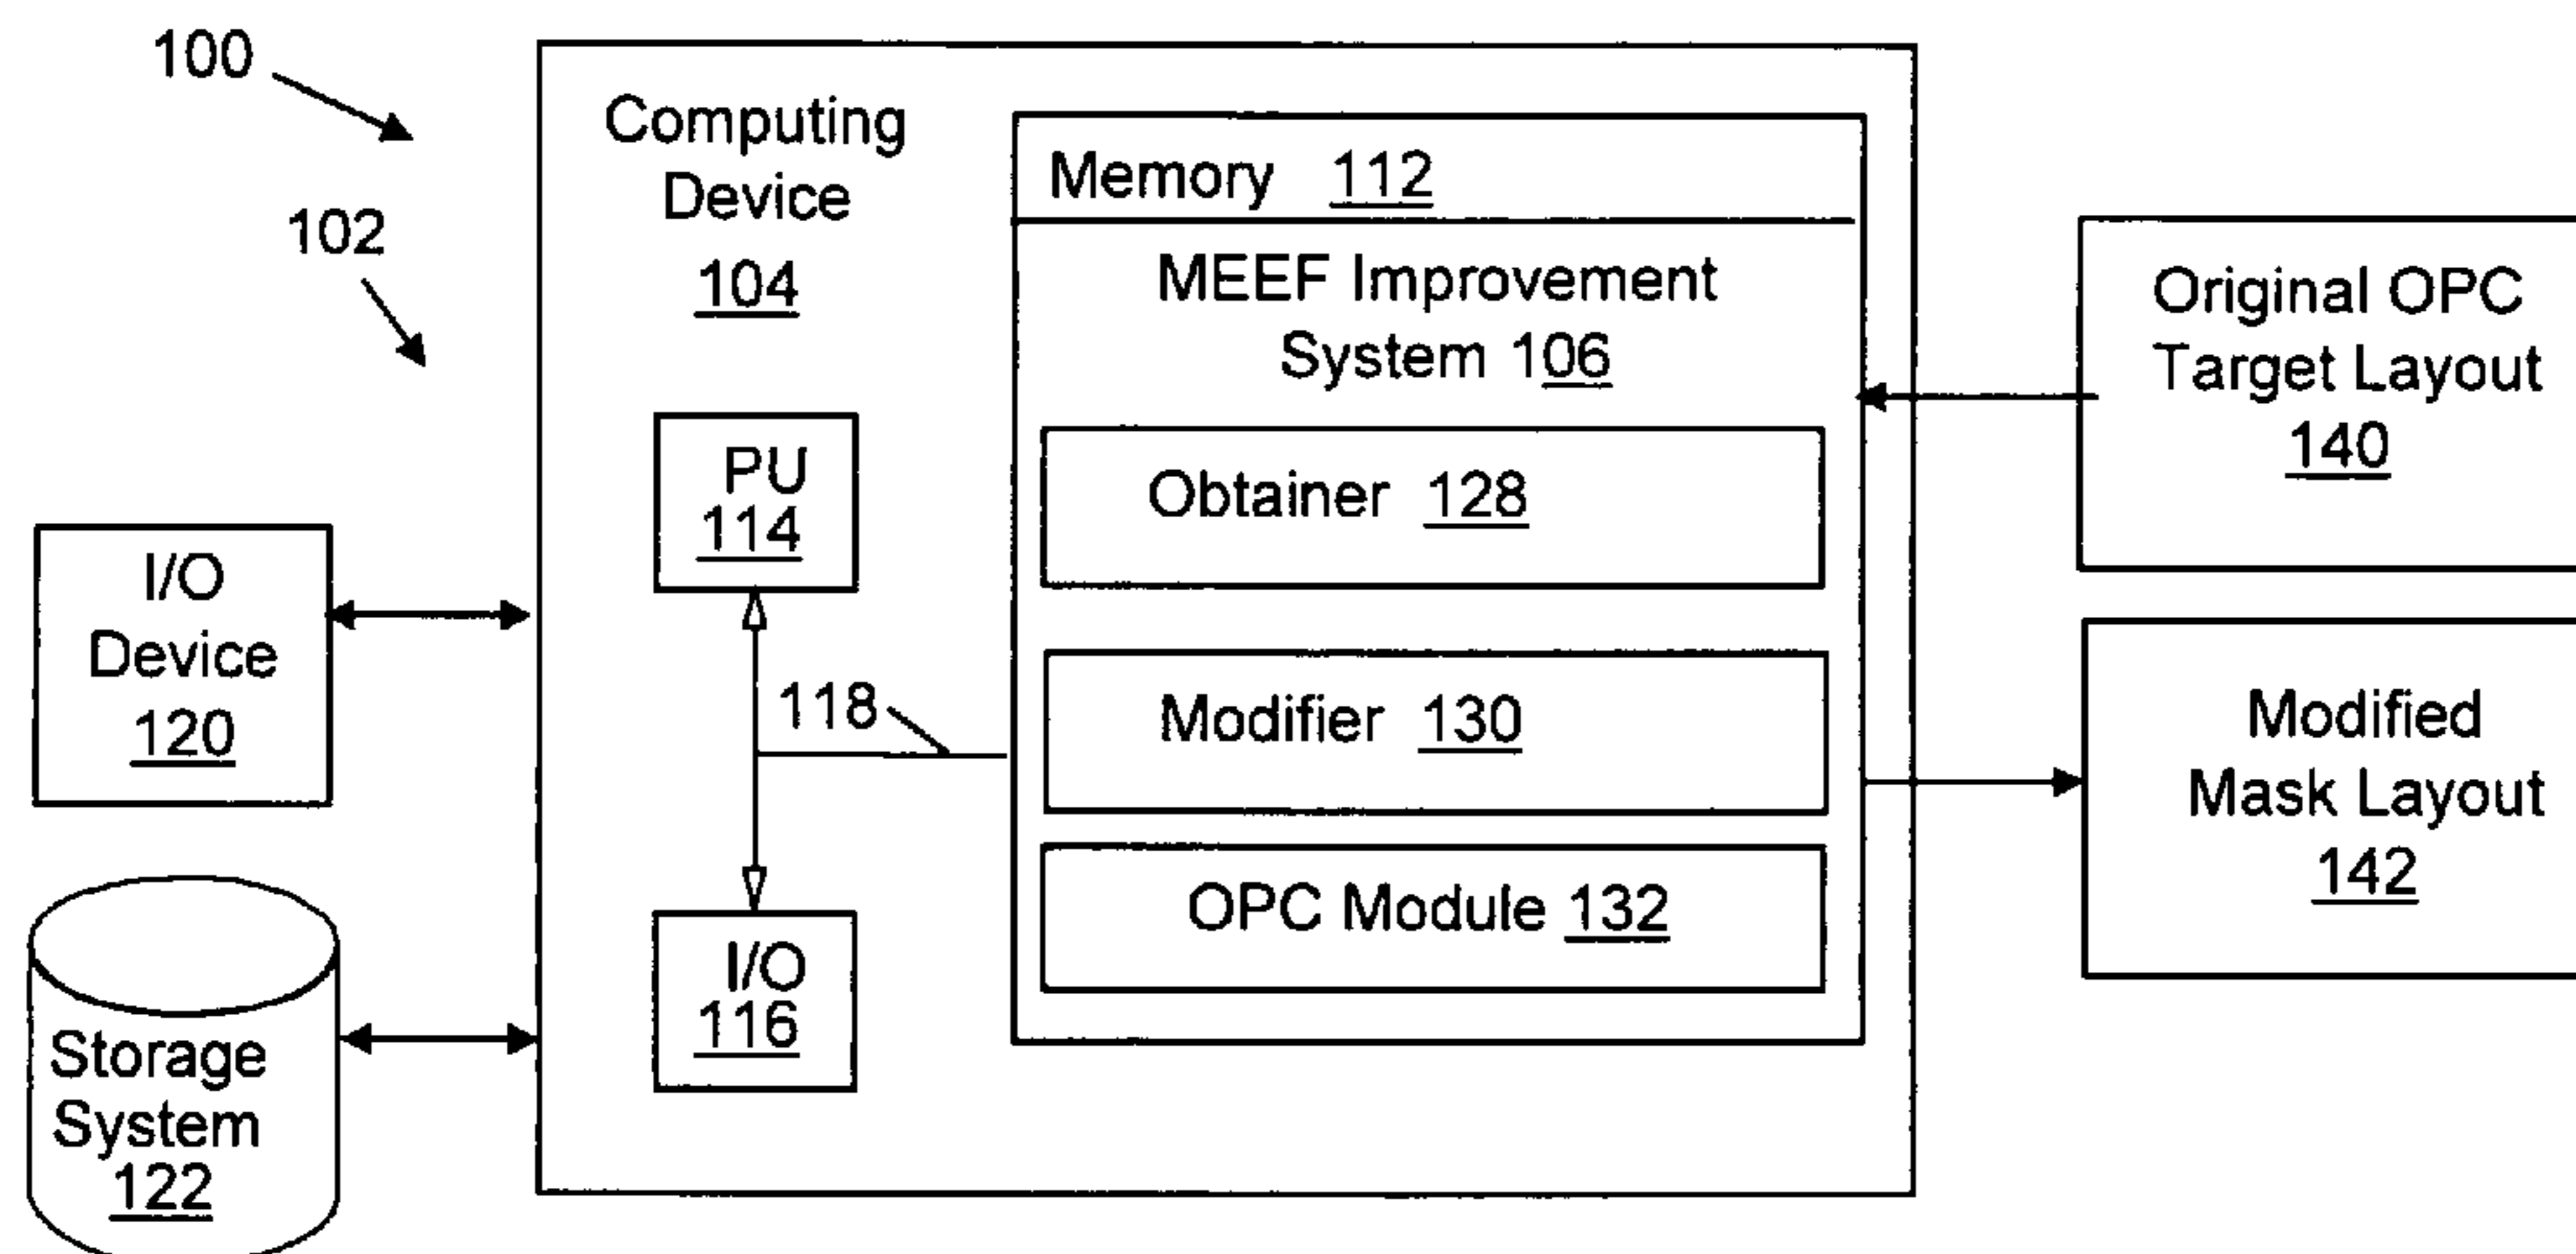 100
102
Computing
Device
104
Memory 112
MEEF Improvement
System 106
Obtainer 128
Modifier 130
OPC Module 132
PU
114
118
I/O
116
I/O
Device
120
Storage
System
122
Original OPC
Target Layout
140
Modified
Mask Layout
142